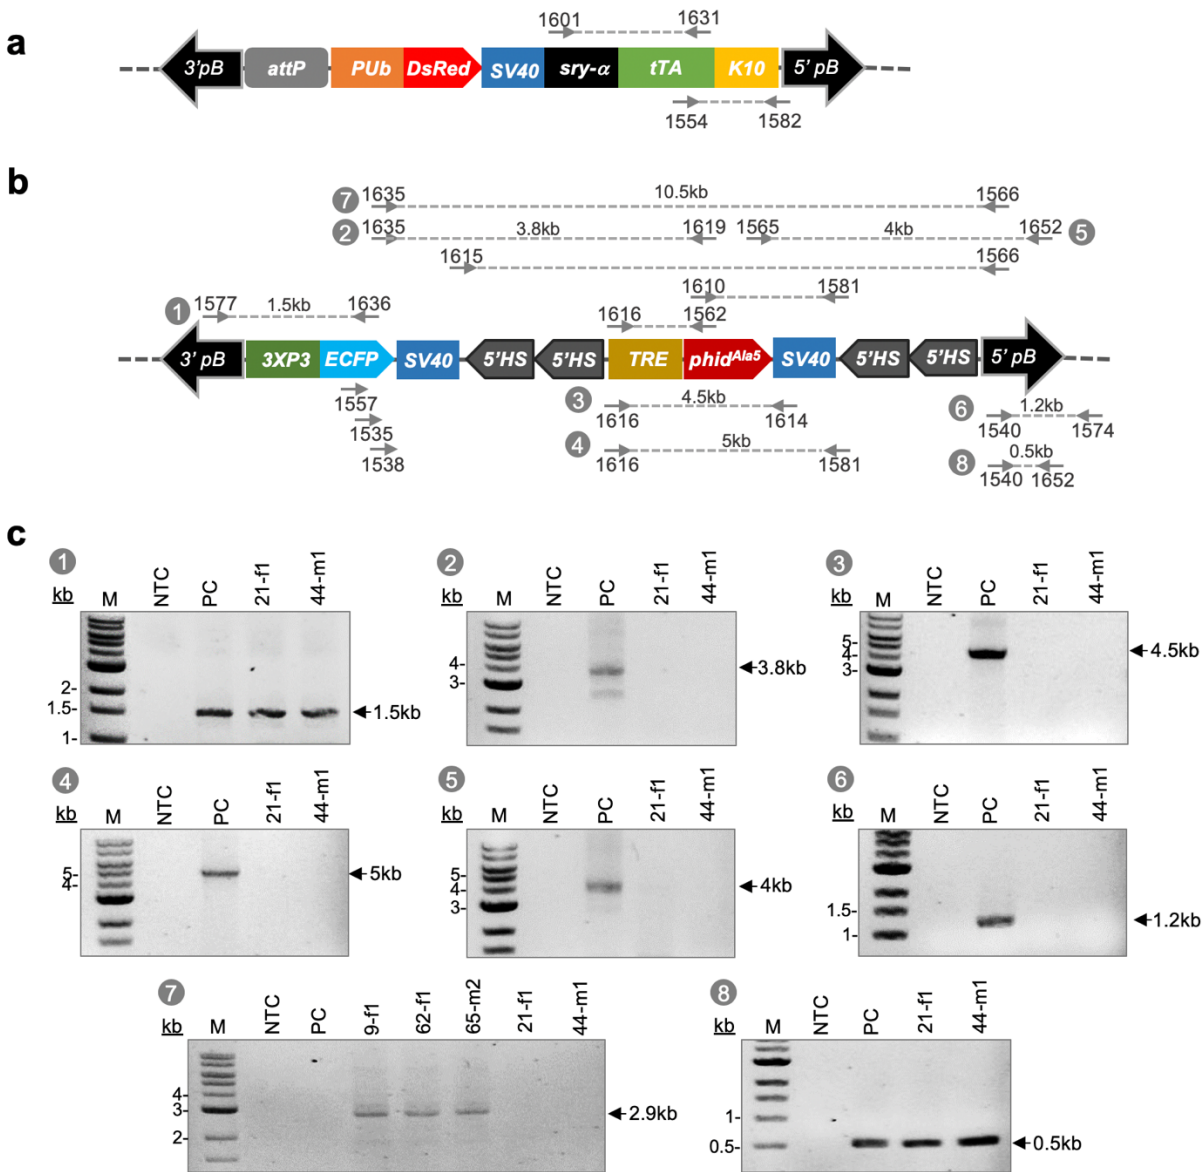 a
1601 1631
3'pB attP PUb DsRed SV40 sry-α tTA K10 5' pB
1554 1582
b
7 1635 10.5kb 1566
2 1635 3.8kb 1619 1565 4kb 1652 5
1615 1566
1610 1581
1 1577 1.5kb 1636 1616 1562
3' pB 3XP3 ECFP SV40 5'HS 5'HS TRE phid^Ala5 SV40 5'HS 5'HS 5' pB
1557
1535
1538
3 1616 4.5kb 1614
4 1616 5kb 1581
6 1540 1.2kb 1574
8 1540 0.5kb 1652
c
1
kb M NTC PC 21-f1 44-m1
2-
1.5-
1-
1.5kb
2
kb M NTC PC 21-f1 44-m1
4-
3-
3.8kb
3
kb M NTC PC 21-f1 44-m1
5-
4-
3-
4.5kb
4
kb M NTC PC 21-f1 44-m1
5-
4-
5kb
5
kb M NTC PC 21-f1 44-m1
5-
4-
3-
4kb
6
kb M NTC PC 21-f1 44-m1
1.5-
1-
1.2kb
7
kb M NTC PC 9-f1 62-f1 65-m2 21-f1 44-m1
4-
3-
2-
2.9kb
8
kb M NTC PC 21-f1 44-m1
1-
0.5-
0.5kb